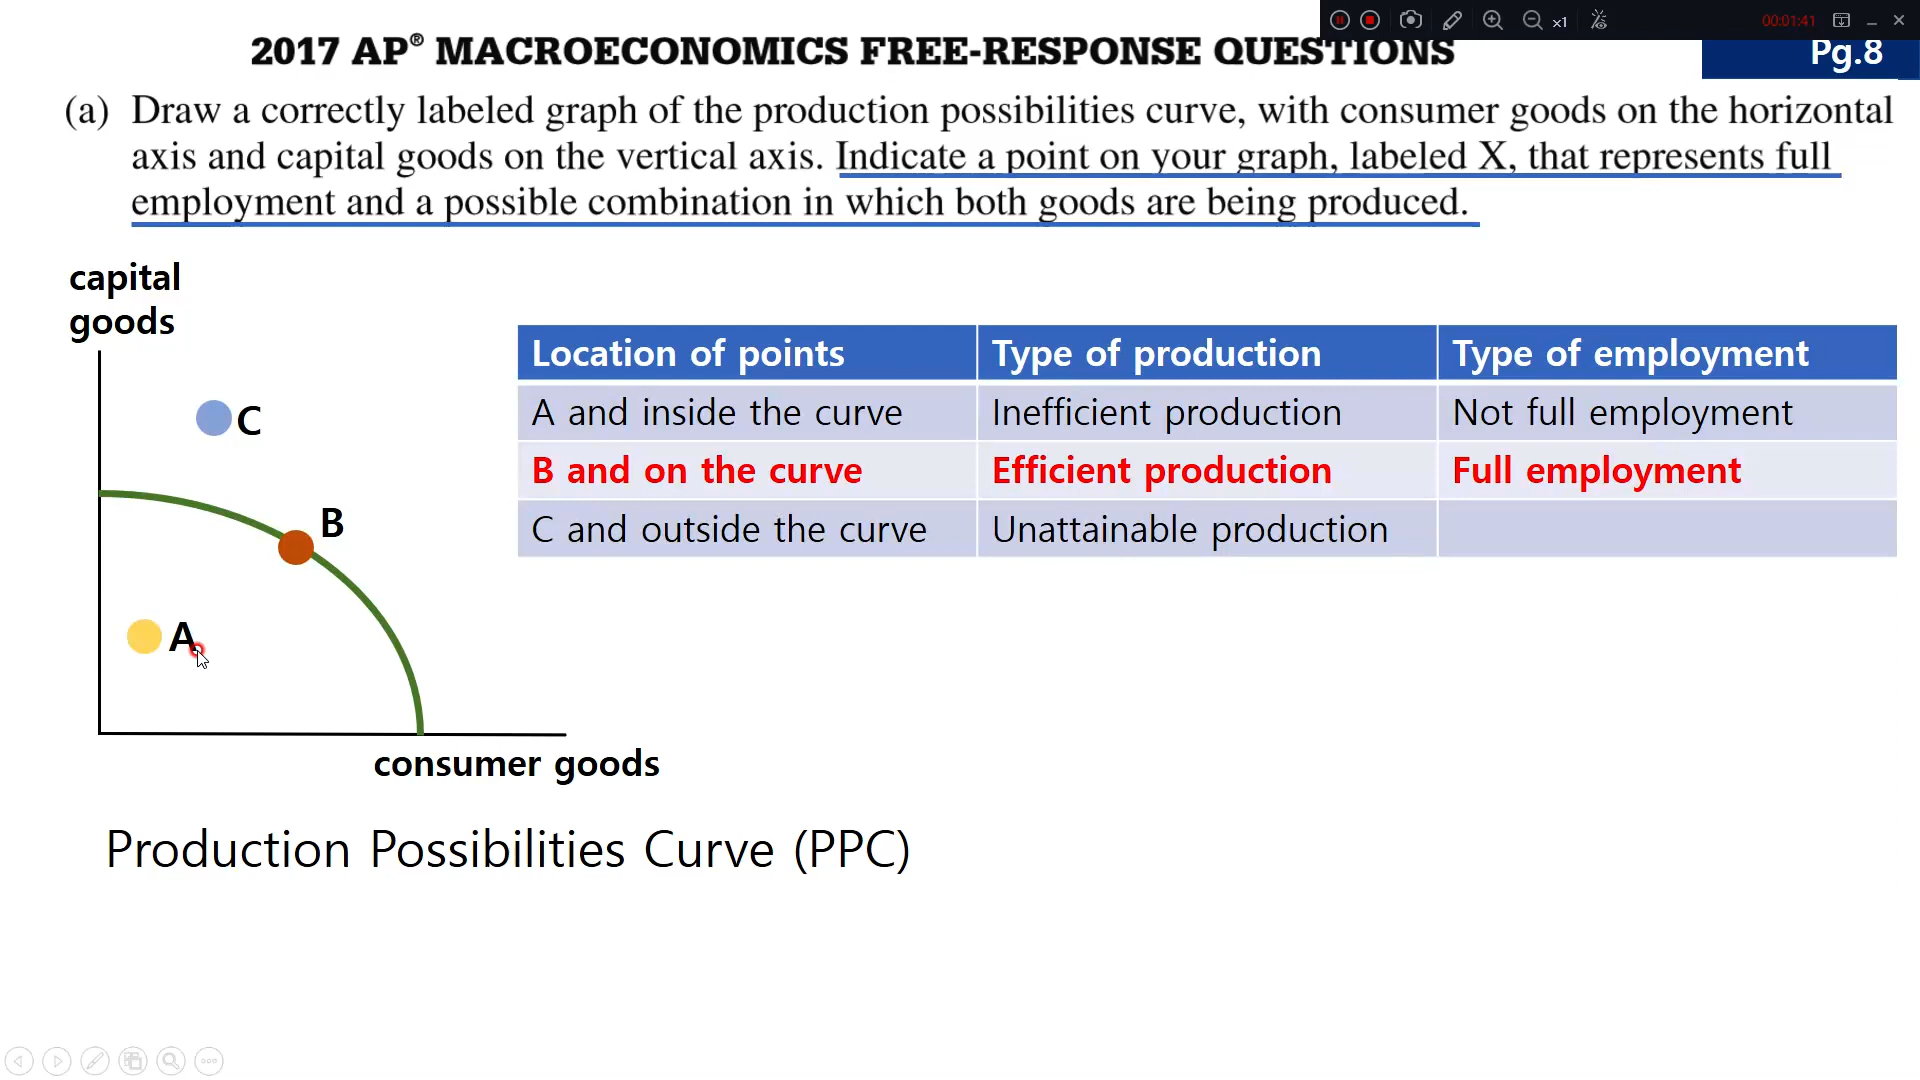 00:01:41
x1
2017 AP® MACROECONOMICS FREE-RESPONSE QUESTIONS
Pg.8
(a) Draw a correctly labeled graph of the production possibilities curve, with consumer goods on the horizontal
axis and capital goods on the vertical axis. Indicate a point on your graph, labeled X, that represents full
employment and a possible combination in which both goods are being produced.
capital
goods
C
B
A
consumer goods
Location of points Type of production Type of employment
A and inside the curve Inefficient production Not full employment
B and on the curve Efficient production Full employment
C and outside the curve Unattainable production
Production Possibilities Curve (PPC)